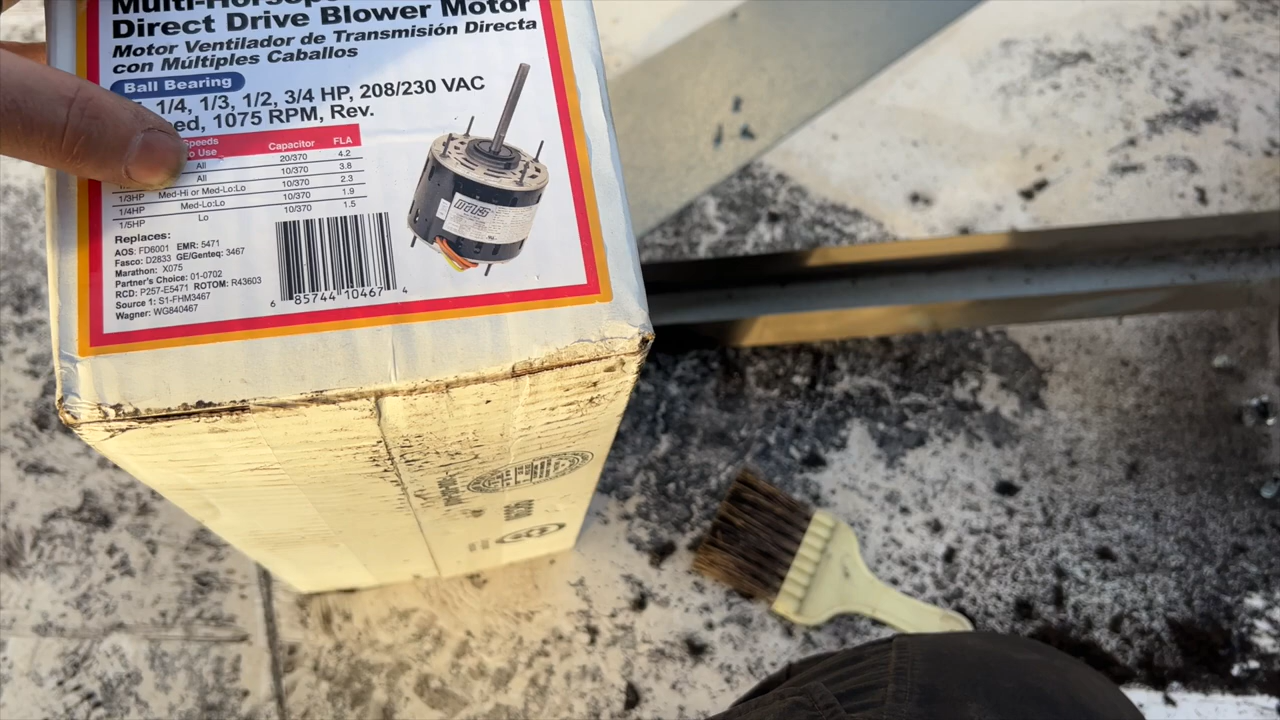 Direct Drive Blower Motor
Motor Ventilador de Transmisión Directa
con Múltiples Caballos
Ball Bearing
1/4, 1/3, 1/2, 3/4 HP, 208/230 VAC
1075 RPM, Rev.
Speeds Capacitor FLA
to Use
All 20/370 4.2
All 10/370 3.8
1/3HP Med-Hi or Med-Lo:Lo 10/370 2.3
1/4HP Med-Lo:Lo 10/370 1.9
1/5HP Lo 10/370 1.5
Replaces:
AOS: FD6001 EMR: 5471
Fasco: D2833 GE/Genteq: 3467
Marathon: X075
Partner's Choice: 01-0702
RCD: P257-E5471 ROTOM: R43603
Source 1: S1-FHM3467
Wagner: WG840467
6 85744 10467 4